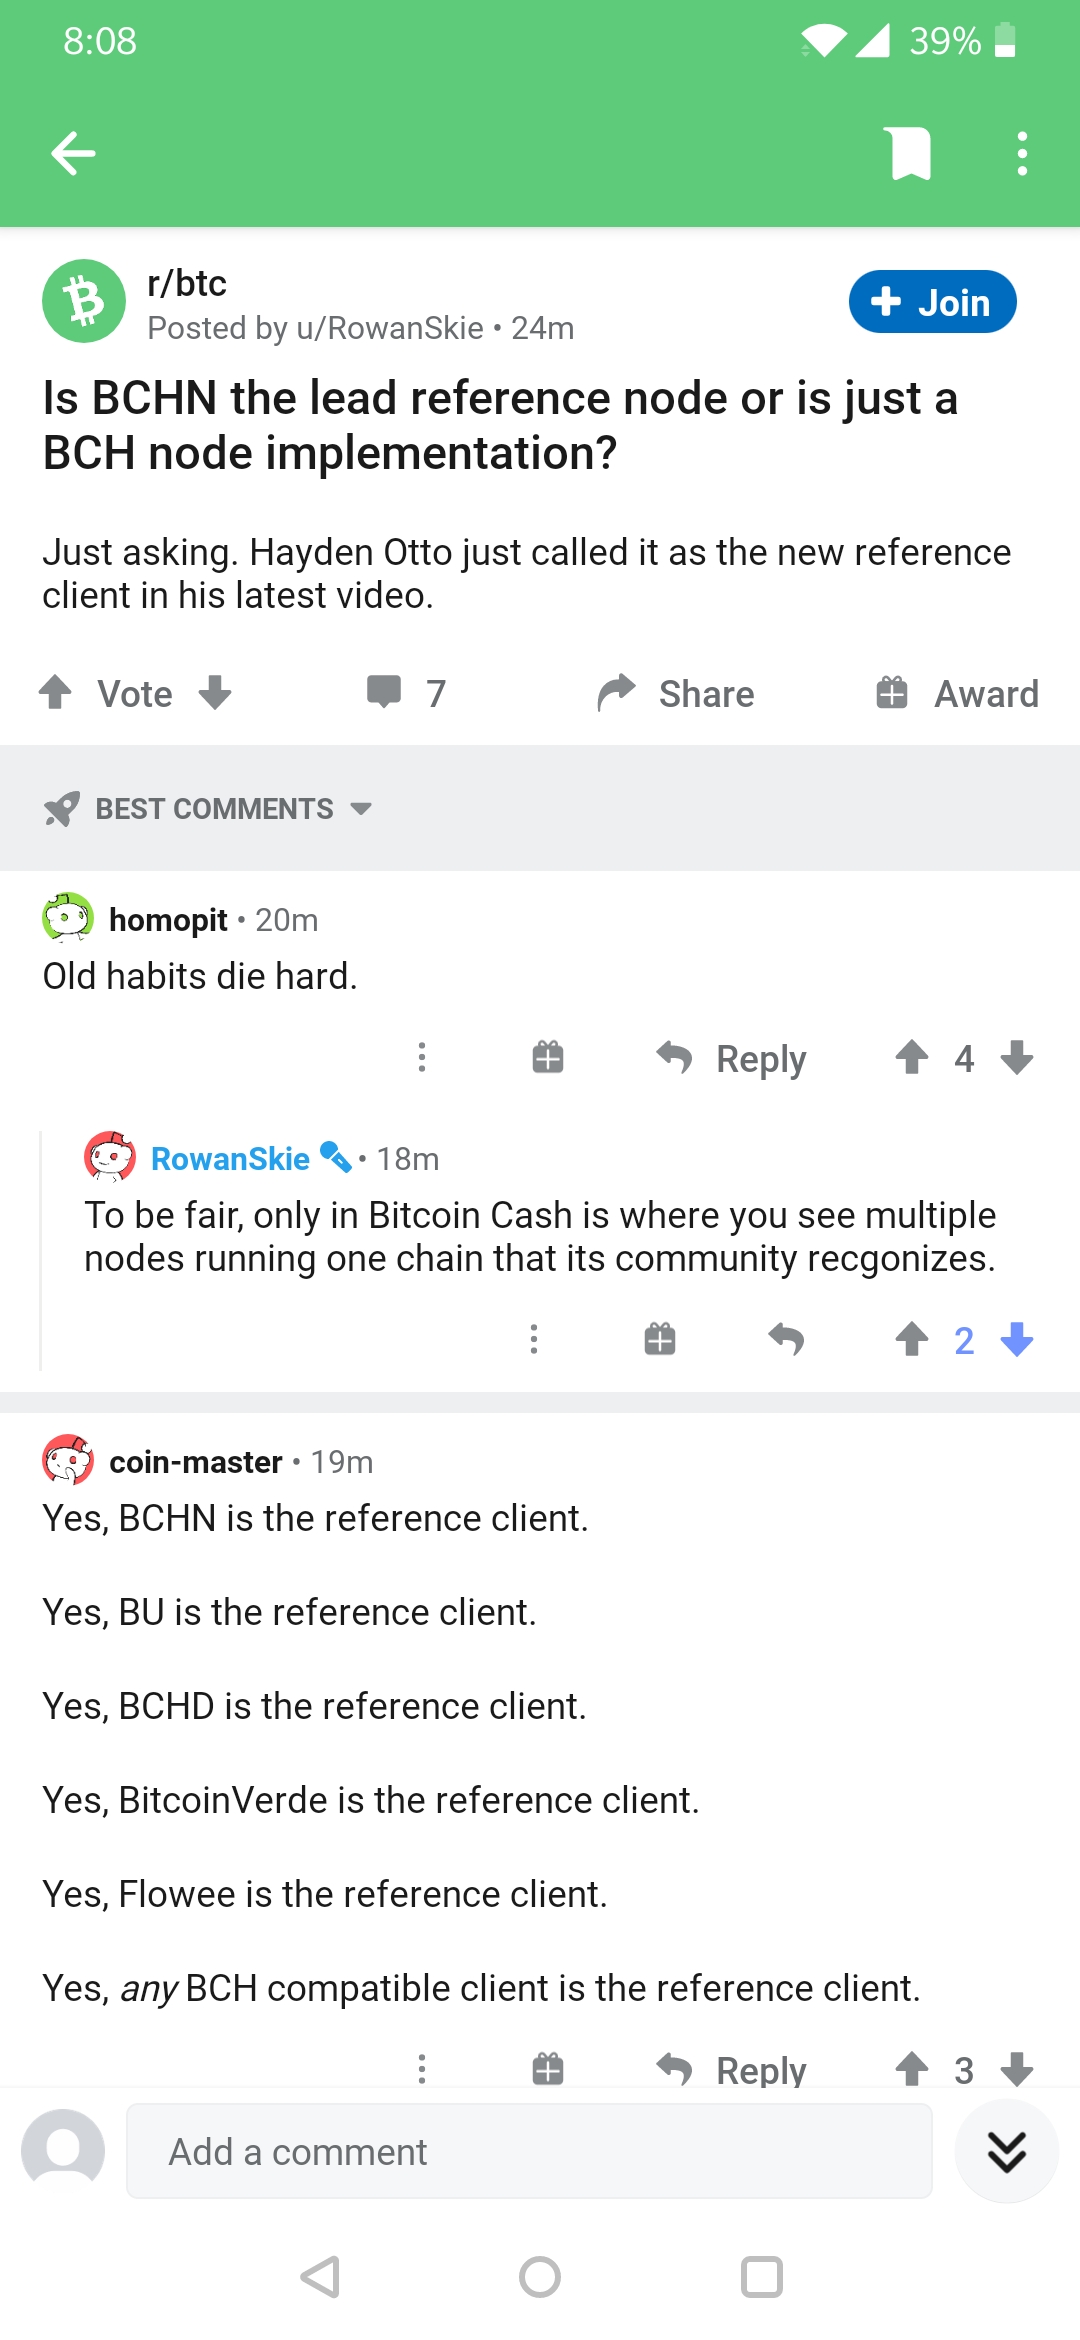 8:08
39%
r/btc
Posted by u/RowanSkie • 24m
Join
Is BCHN the lead reference node or is just a
BCH node implementation?
Just asking. Hayden Otto just called it as the new reference
client in his latest video.
Vote
7
Share
Award
BEST COMMENTS
homopit • 20m
Old habits die hard.
Reply
4
RowanSkie • 18m
To be fair, only in Bitcoin Cash is where you see multiple
nodes running one chain that its community recgonizes.
2
coin-master • 19m
Yes, BCHN is the reference client.
Yes, BU is the reference client.
Yes, BCHD is the reference client.
Yes, BitcoinVerde is the reference client.
Yes, Flowee is the reference client.
Yes, any BCH compatible client is the reference client.
Reply
3
Add a comment